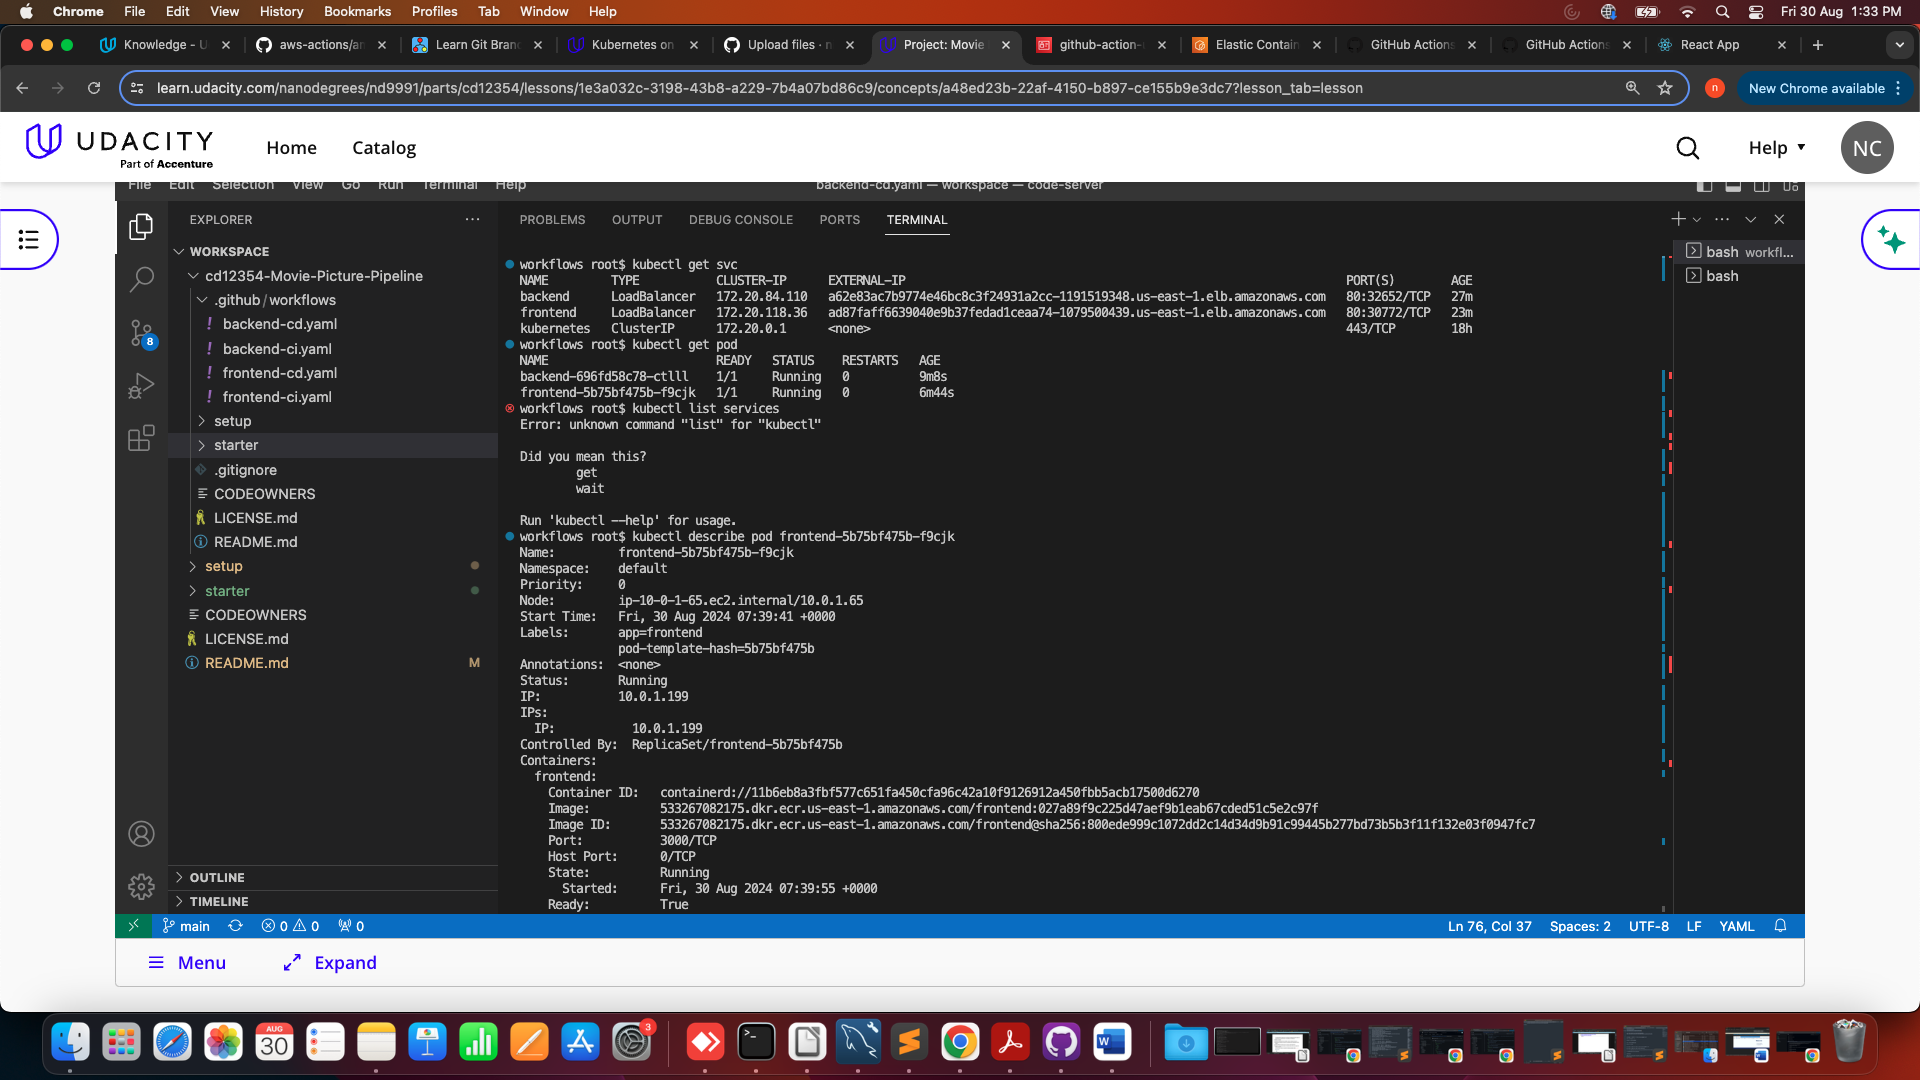 Chrome File Edit View History Bookmarks Profiles Tab Window Help Fri 30 Aug 1:33 PM
Knowledge - U aws-actions/am Learn Git Branc Kubernetes on Upload files · n Project: Movie github-action- Elastic Contain GitHub Actions GitHub Actions React App
learn.udacity.com/nanodegrees/nd9991/parts/cd12354/lessons/1e3a032c-3198-43b8-a229-7b4a07bd86c9/concepts/a48ed23b-22af-4150-b897-ce155b9e3dc7?lesson_tab=lesson n New Chrome available
UDACITY
Part of Accenture
Home Catalog Help NC
File Edit Selection View Go Run Terminal Help backend-cd.yaml — workspace — code-server
EXPLORER
PROBLEMS OUTPUT DEBUG CONSOLE PORTS TERMINAL
WORKSPACE
cd12354-Movie-Picture-Pipeline
.github / workflows
! backend-cd.yaml
! backend-ci.yaml
! frontend-cd.yaml
! frontend-ci.yaml
setup
starter
.gitignore
CODEOWNERS
LICENSE.md
README.md
setup
starter
CODEOWNERS
LICENSE.md
README.md M
OUTLINE
TIMELINE
8
workflows root$ kubectl get svc
NAME TYPE CLUSTER-IP EXTERNAL-IP PORT(S) AGE
backend LoadBalancer 172.20.84.110 a62e83ac7b9774e46bc8c3f24931a2cc-1191519348.us-east-1.elb.amazonaws.com 80:32652/TCP 27m
frontend LoadBalancer 172.20.118.36 ad87faff6639040e9b37fedad1ceaa74-1079500439.us-east-1.elb.amazonaws.com 80:30772/TCP 23m
kubernetes ClusterIP 172.20.0.1 <none> 443/TCP 18h
workflows root$ kubectl get pod
NAME READY STATUS RESTARTS AGE
backend-696fd58c78-ctlll 1/1 Running 0 9m8s
frontend-5b75bf475b-f9cjk 1/1 Running 0 6m44s
workflows root$ kubectl list services
Error: unknown command "list" for "kubectl"
Did you mean this?
get
wait
Run 'kubectl --help' for usage.
workflows root$ kubectl describe pod frontend-5b75bf475b-f9cjk
Name: frontend-5b75bf475b-f9cjk
Namespace: default
Priority: 0
Node: ip-10-0-1-65.ec2.internal/10.0.1.65
Start Time: Fri, 30 Aug 2024 07:39:41 +0000
Labels: app=frontend
pod-template-hash=5b75bf475b
Annotations: <none>
Status: Running
IP: 10.0.1.199
IPs:
IP: 10.0.1.199
Controlled By: ReplicaSet/frontend-5b75bf475b
Containers:
frontend:
Container ID: containerd://11b6eb8a3fbf577c651fa450cfa96c42a10f9126912a450fbb5acb17500d6270
Image: 533267082175.dkr.ecr.us-east-1.amazonaws.com/frontend:027a89f9c225d47aef9b1eab67cded51c5e2c97f
Image ID: 533267082175.dkr.ecr.us-east-1.amazonaws.com/frontend@sha256:800ede999c1072dd2c14d34d9b91c99445b277bd73b5b3f11f132e03f0947fc7
Port: 3000/TCP
Host Port: 0/TCP
State: Running
Started: Fri, 30 Aug 2024 07:39:55 +0000
Ready: True
bash workfl...
bash
main 0 0 0 Ln 76, Col 37 Spaces: 2 UTF-8 LF YAML
Menu Expand
AUG
30
3